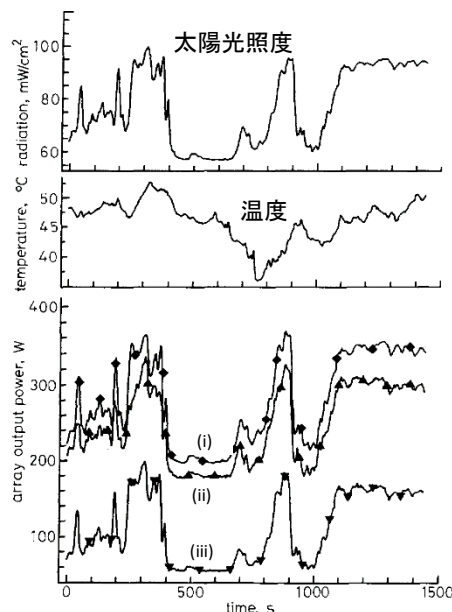 太陽光照度
radiation, mW/cm²
100
80
60
温度
temperature, °C
50
45
40
array output power, W
400
300
200
100
(i)
(ii)
(iii)
0
500
1000
1500
time, s